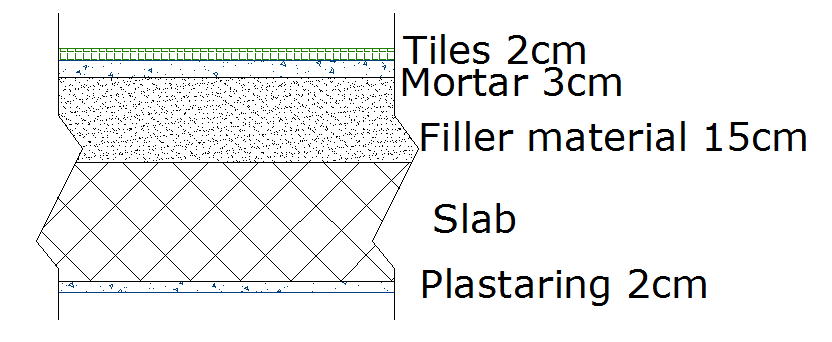 Tiles 2cm
Mortar 3cm
Filler material 15cm
Slab
Plastaring 2cm